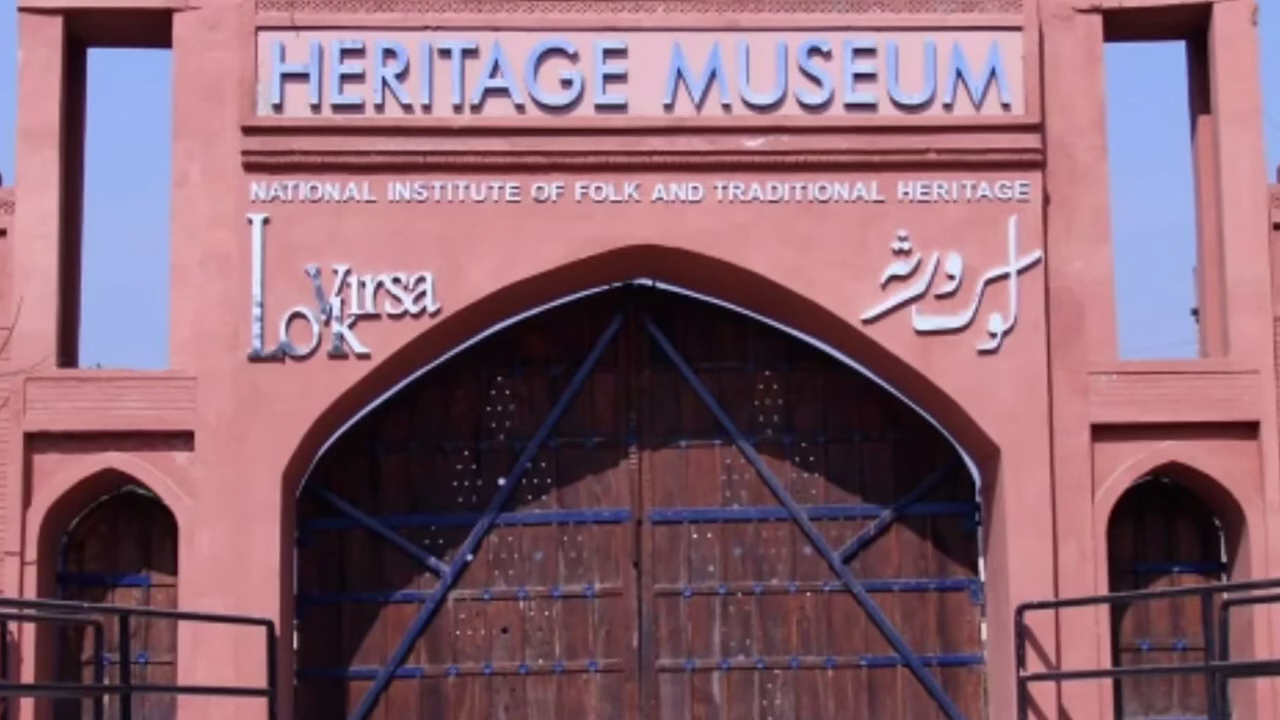 HERITAGE MUSEUM
NATIONAL INSTITUTE OF FOLK AND TRADITIONAL HERITAGE
Lok Virsa
لوک ورثہ